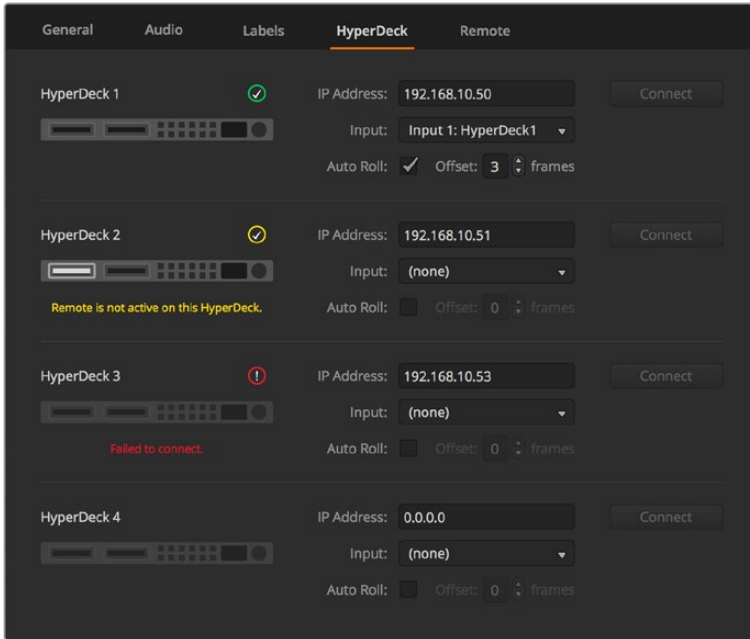 General Audio Labels HyperDeck Remote
HyperDeck 1 IP Address: 192.168.10.50 Connect
Input: Input 1: HyperDeck1
Auto Roll: Offset: 3 frames
HyperDeck 2 IP Address: 192.168.10.51 Connect
Input: (none)
Remote is not active on this HyperDeck. Auto Roll: Offset: 0 frames
HyperDeck 3 IP Address: 192.168.10.53 Connect
Input: (none)
Failed to connect. Auto Roll: Offset: 0 frames
HyperDeck 4 IP Address: 0.0.0.0 Connect
Input: (none)
Auto Roll: Offset: 0 frames